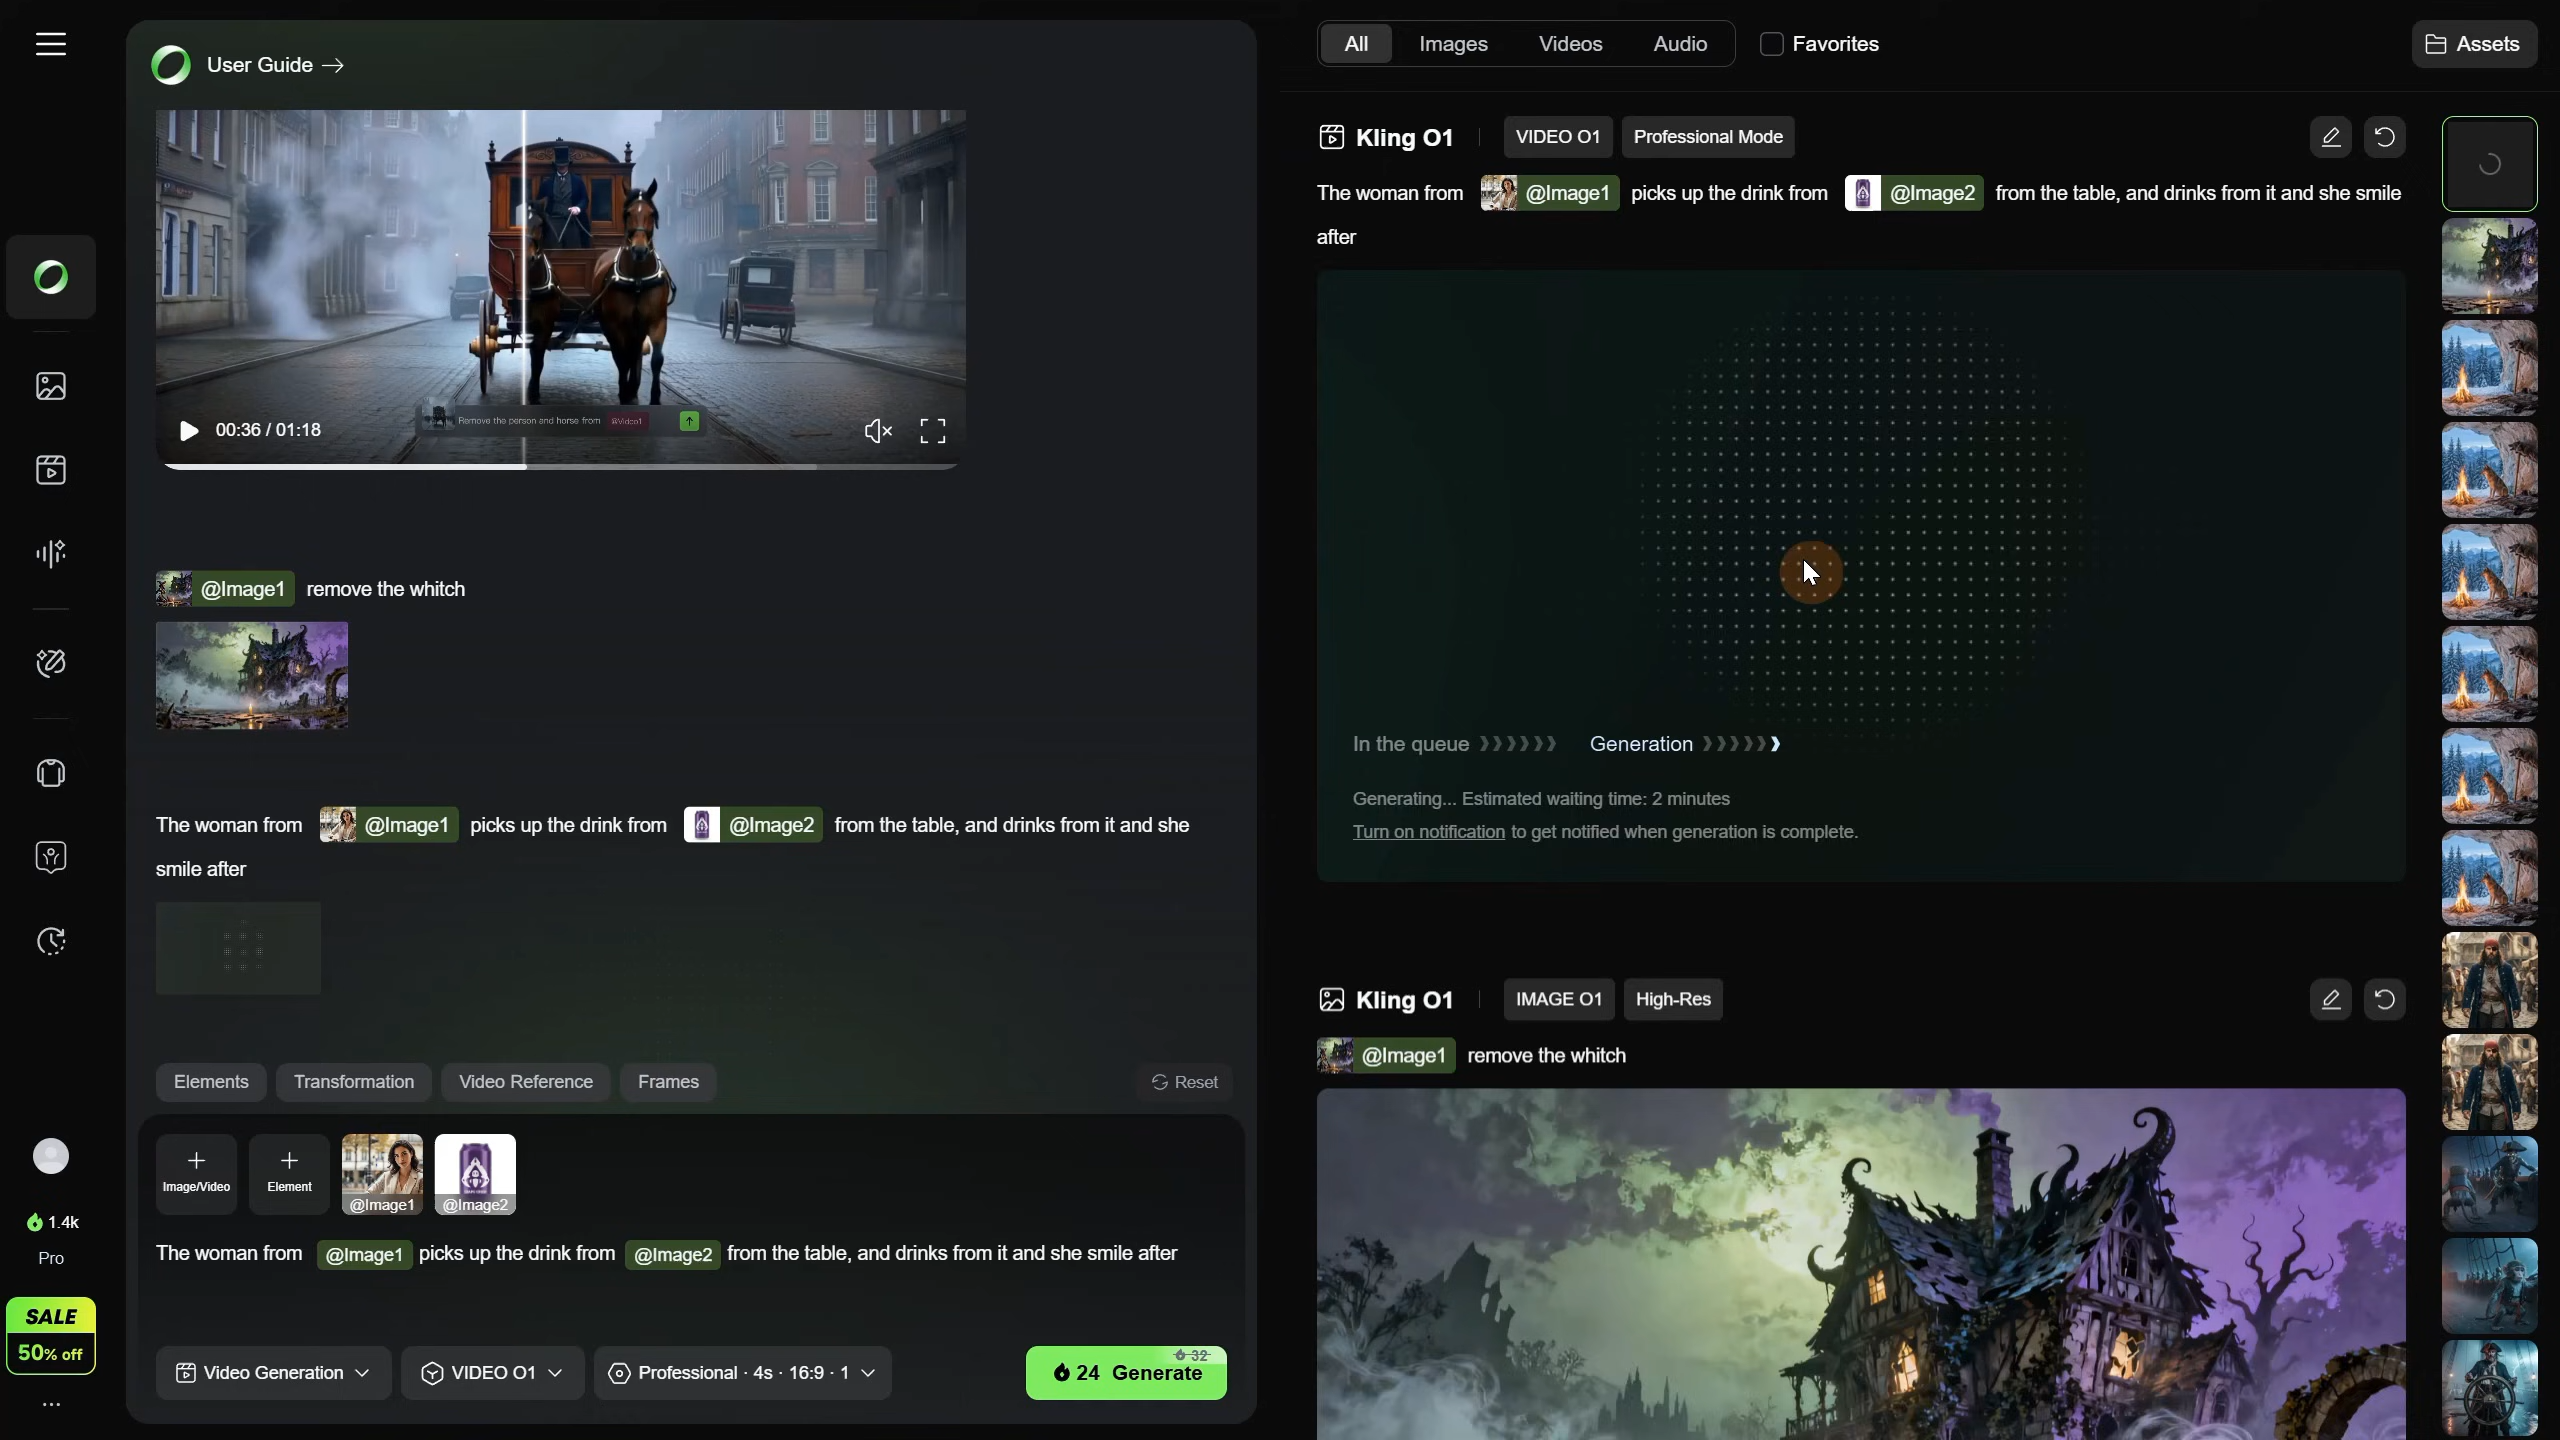 User Guide →
Remove the person and horse from @Video1
00:36 / 01:18
@Image1 remove the whitch
The woman from @Image1 picks up the drink from @Image2 from the table, and drinks from it and she
smile after
Elements Transformation Video Reference Frames Reset
Image/Video Element @Image1 @Image2
The woman from @Image1 picks up the drink from @Image2 from the table, and drinks from it and she smile after
Video Generation VIDEO O1 Professional · 4s · 16:9 · 1 32
24 Generate
1.4k
Pro
SALE
50% off
...
All Images Videos Audio Favorites Assets
Kling O1 VIDEO O1 Professional Mode
The woman from @Image1 picks up the drink from @Image2 from the table, and drinks from it and she smile
after
In the queue Generation
Generating... Estimated waiting time: 2 minutes
Turn on notification to get notified when generation is complete.
Kling O1 IMAGE O1 High-Res
@Image1 remove the whitch